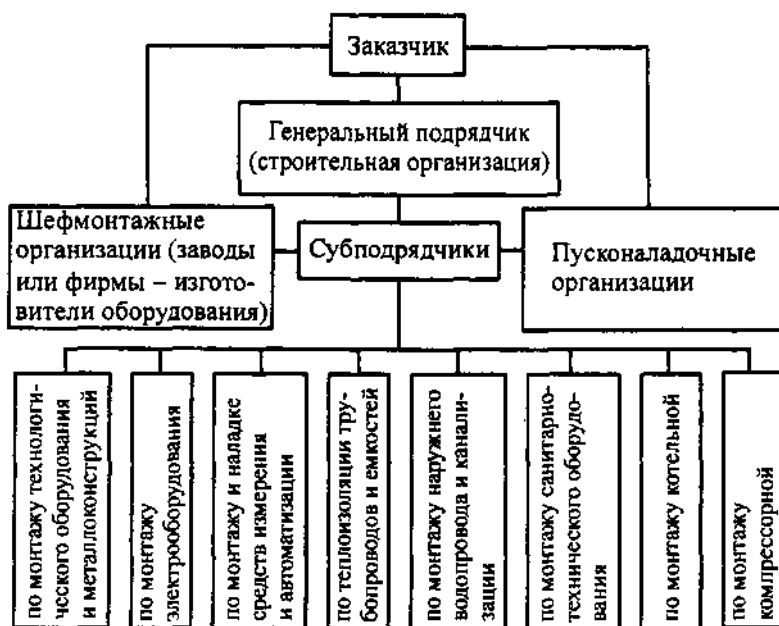 Заказчик
Генеральный подрядчик
(строительная организация)
Шефмонтажные
организации (заводы
или фирмы – изгото-
вители оборудования)
Субподрядчики
Пусконаладочные
организации
по монтажу технологи-
ческого оборудования
и металлоконструкций
по монтажу
электрооборудования
по монтажу и наладке
средств измерения
и автоматизации
по теплоизоляции тру-
бопроводов и емкостей
по монтажу наружнего
водопровода и канали-
зации
по монтажу санитарно-
технического оборудо-
вания
по монтажу котельной
по монтажу
компрессорной